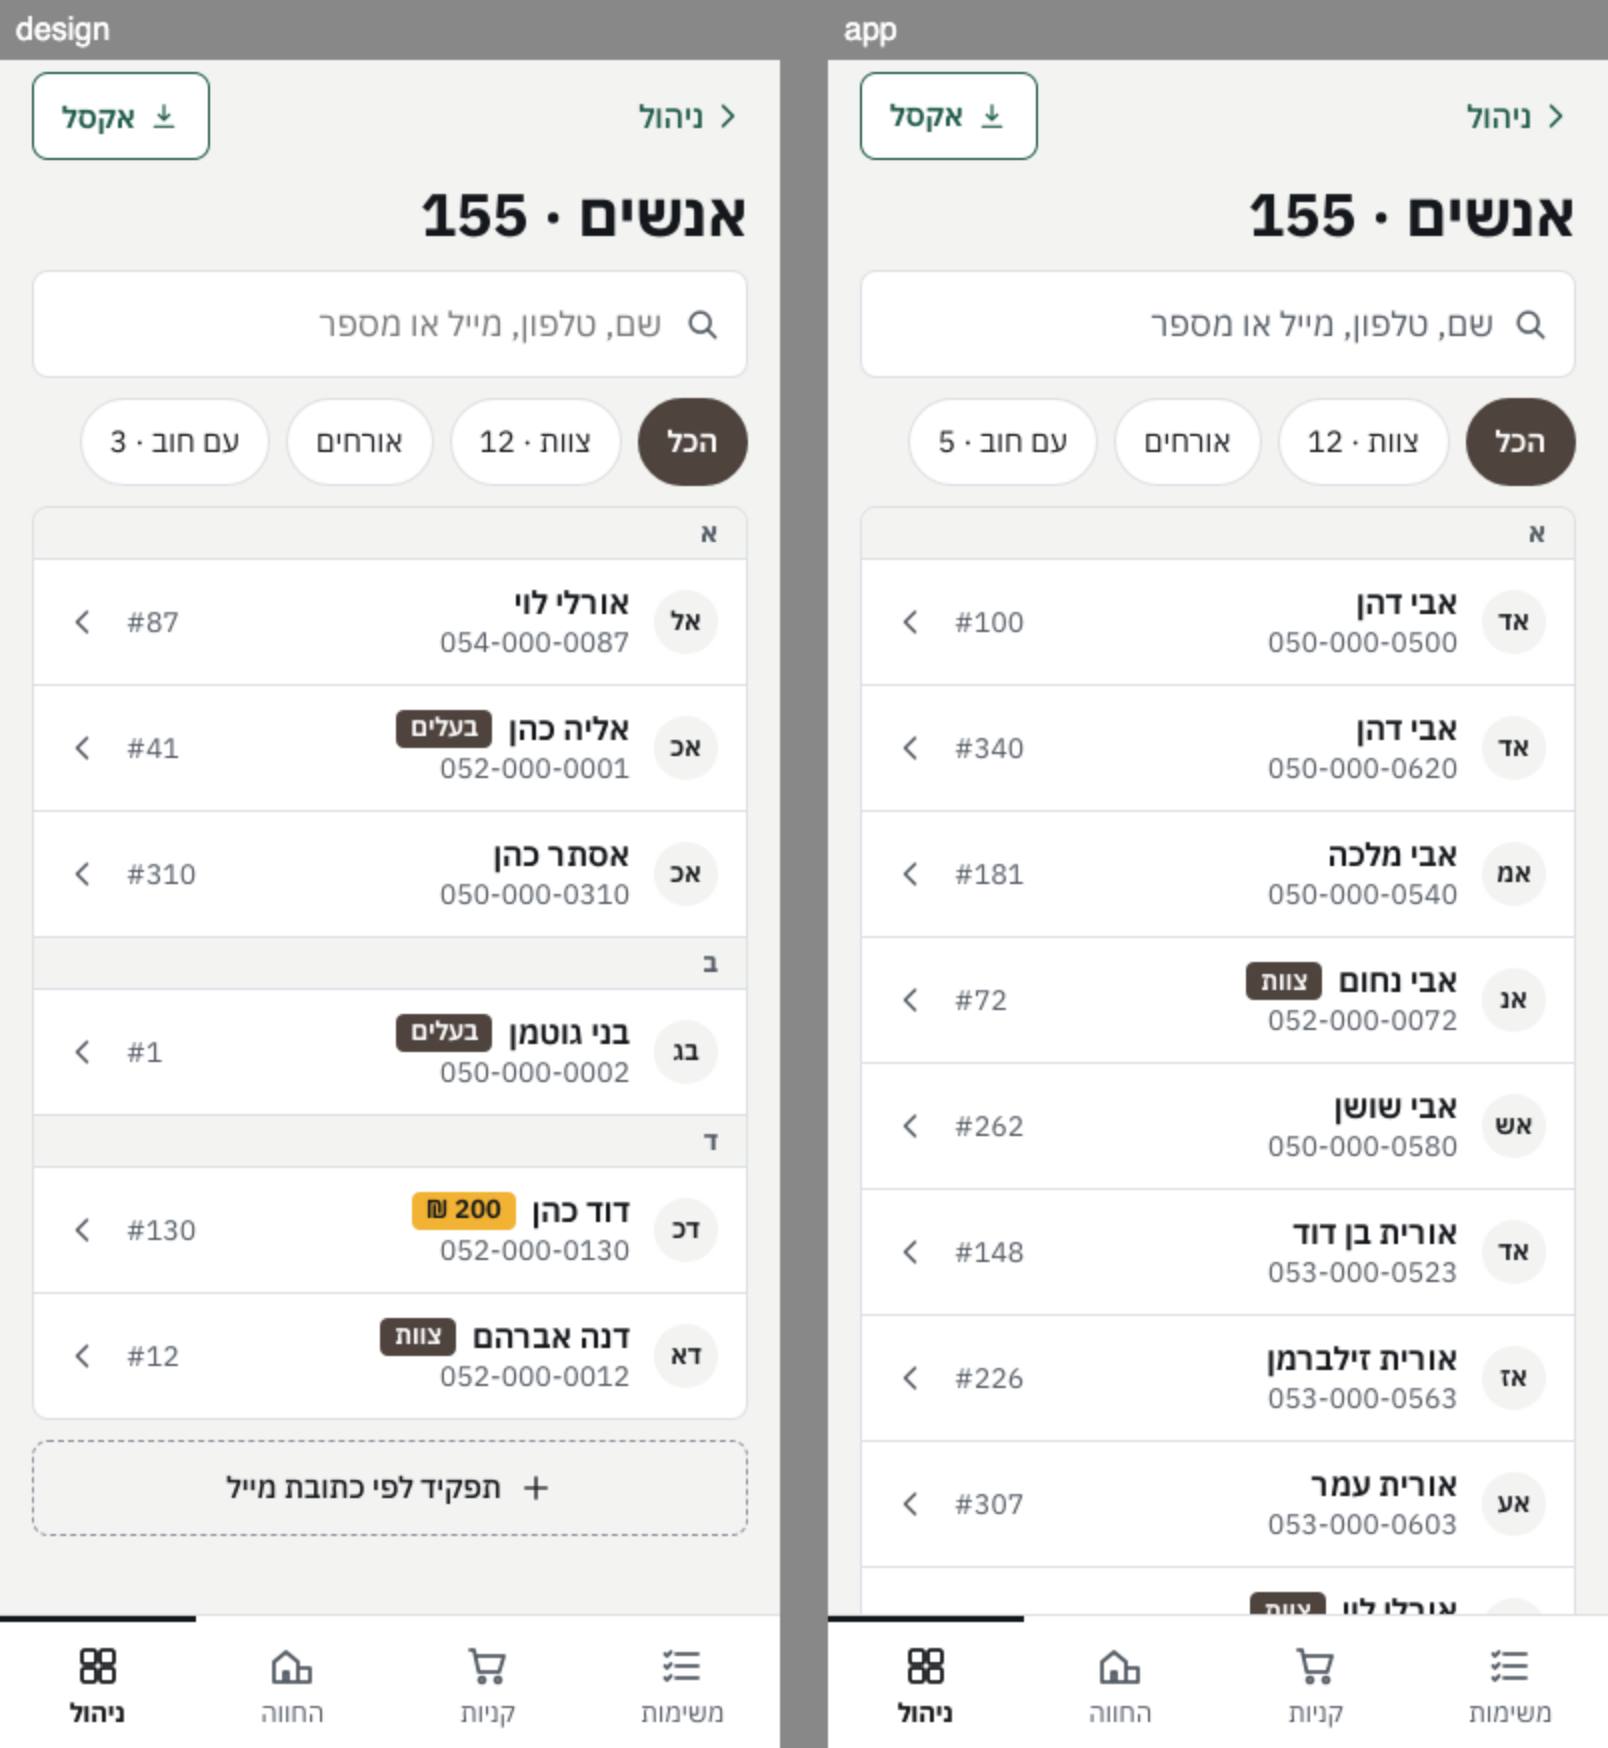 design
ניהול
אקסל
אנשים · 155
שם, טלפון, מייל או מספר
הכל
צוות · 12
אורחים
עם חוב · 3
א
אל
אורלי לוי
054-000-0087
#87
אכ
אליה כהן
בעלים
052-000-0001
#41
אכ
אסתר כהן
050-000-0310
#310
ב
בג
בני גוטמן
בעלים
050-000-0002
#1
ד
דכ
דוד כהן
200 ₪
052-000-0130
#130
דא
דנה אברהם
צוות
052-000-0012
#12
תפקיד לפי כתובת מייל
משימות
קניות
החווה
ניהול
app
ניהול
אקסל
אנשים · 155
שם, טלפון, מייל או מספר
הכל
צוות · 12
אורחים
עם חוב · 5
א
אד
אבי דהן
050-000-0500
#100
אד
אבי דהן
050-000-0620
#340
אמ
אבי מלכה
050-000-0540
#181
אנ
אבי נחום
צוות
052-000-0072
#72
אש
אבי שושן
050-000-0580
#262
אד
אורית בן דוד
053-000-0523
#148
אז
אורית זילברמן
053-000-0563
#226
אע
אורית עמר
053-000-0603
#307
אורלי לוי
צוות
משימות
קניות
החווה
ניהול